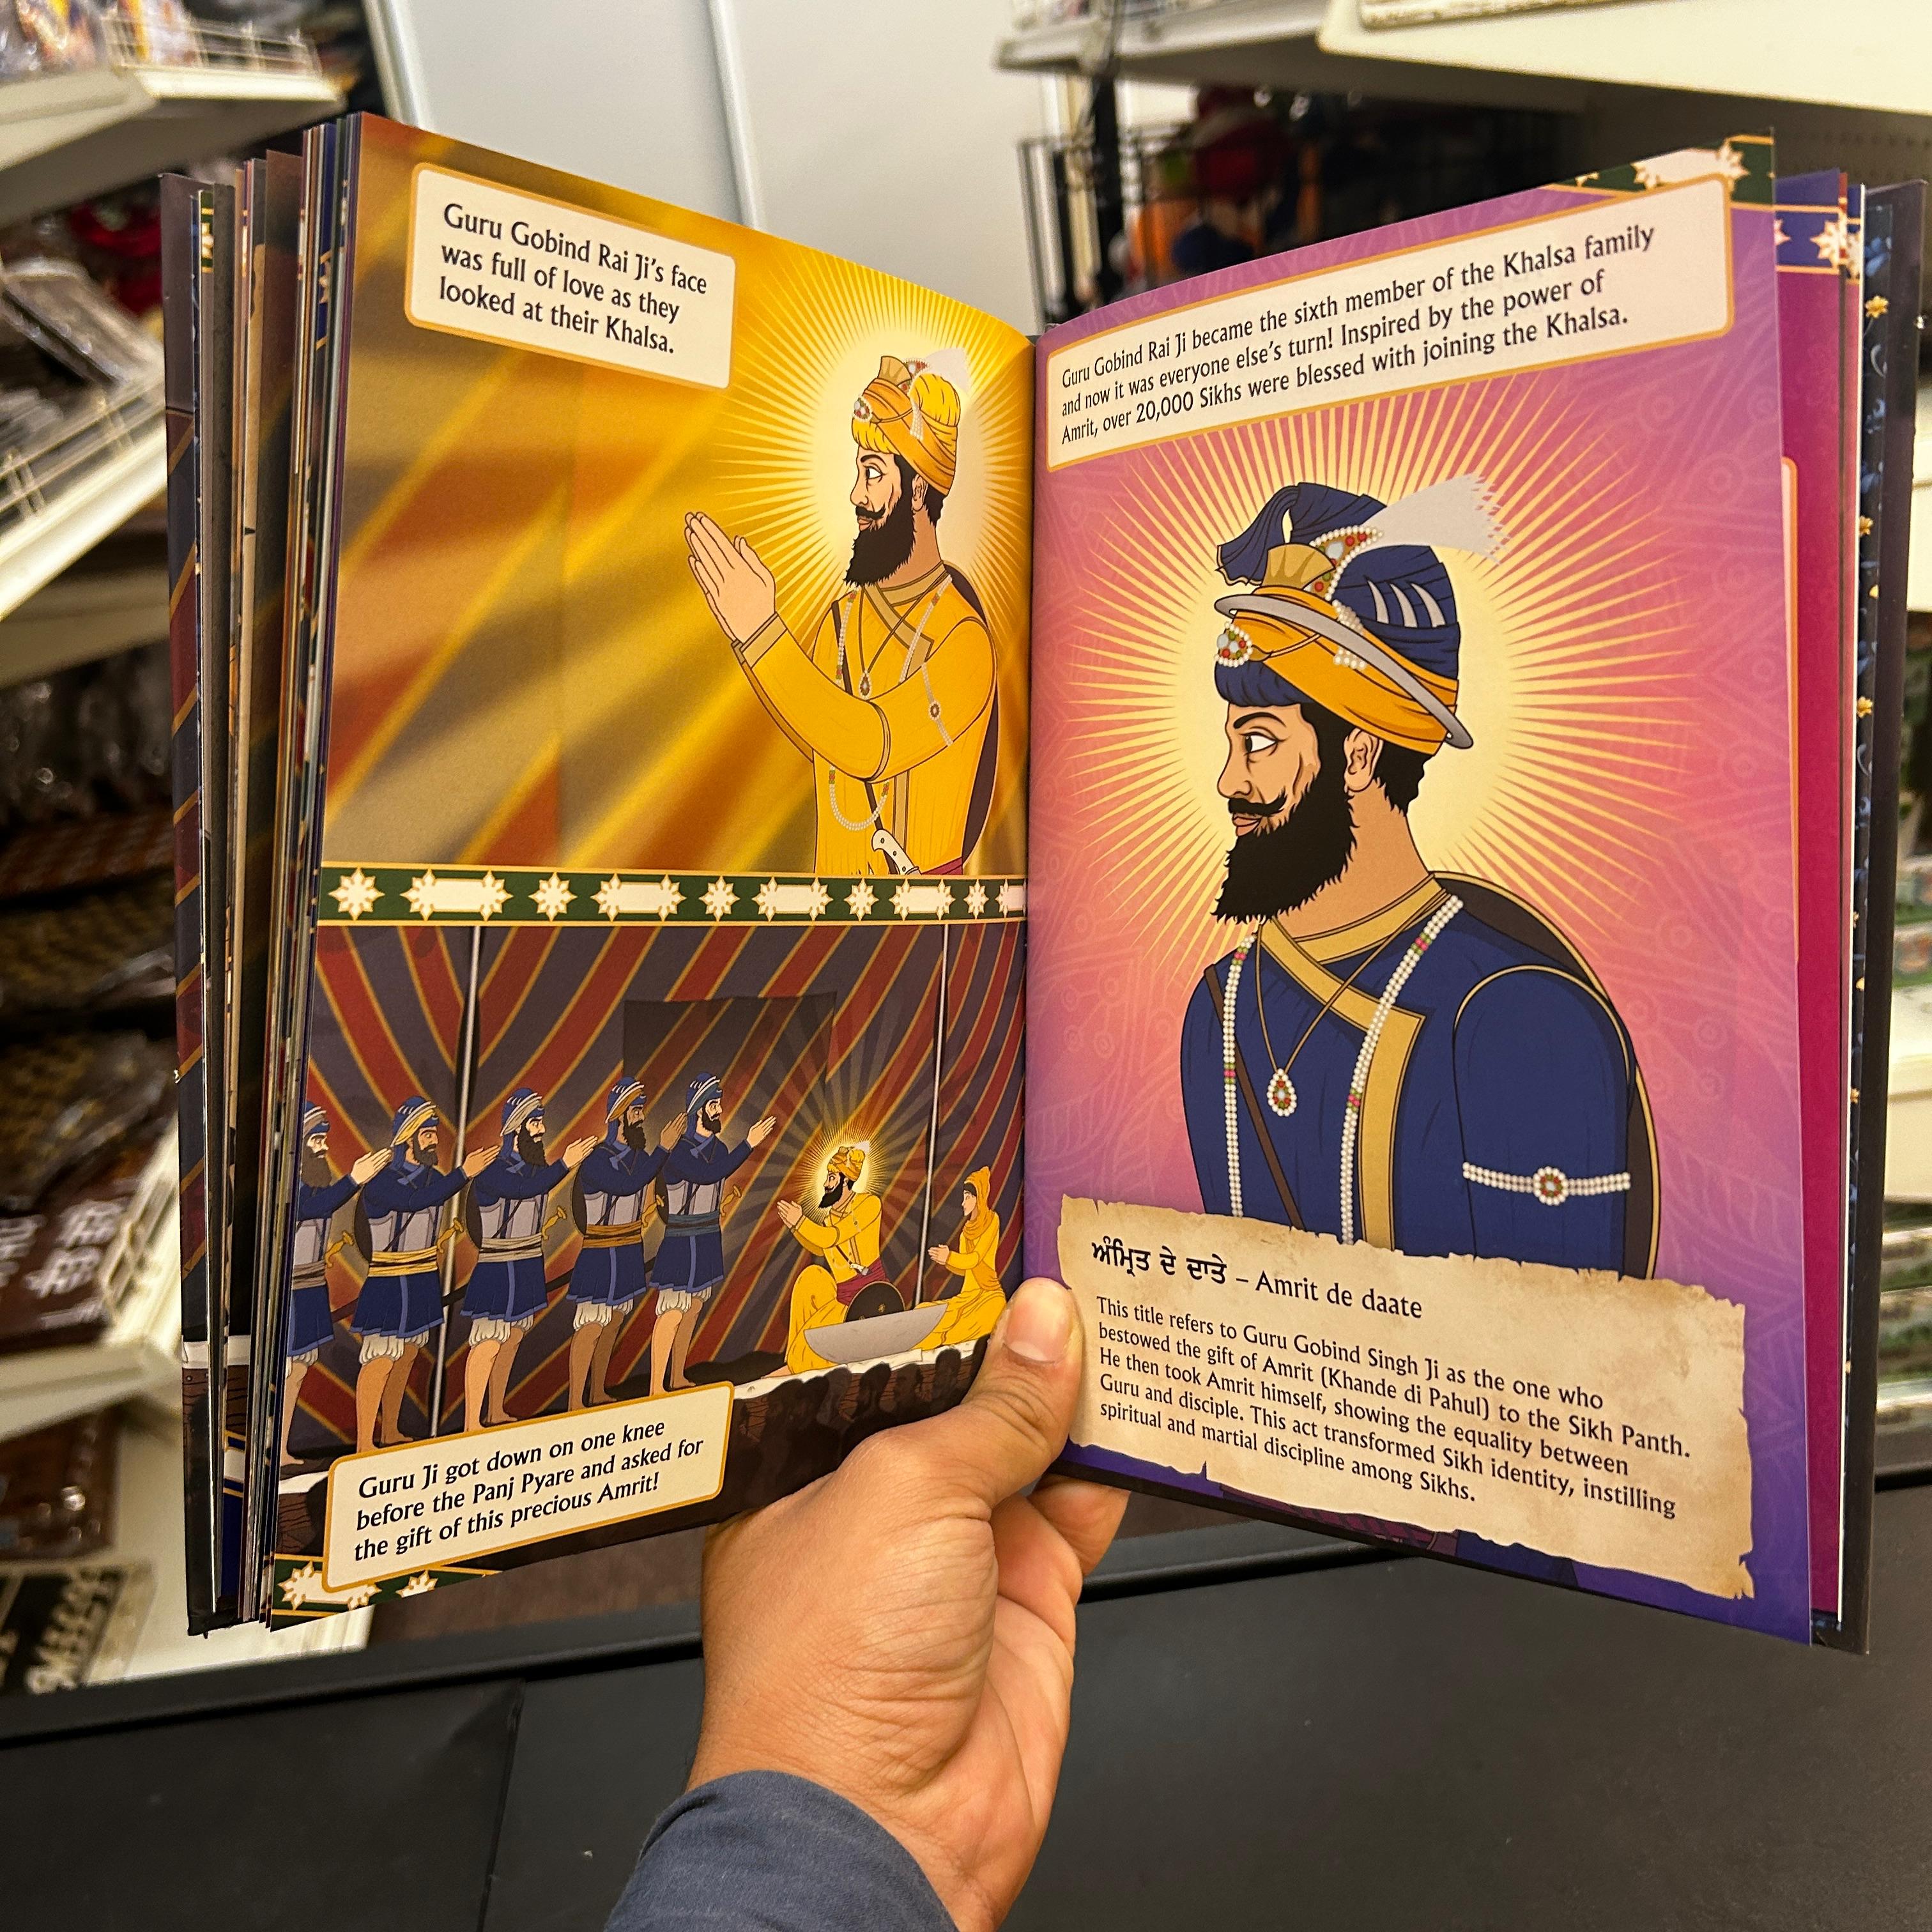 Guru Gobind Rai Ji's face
was full of love as they
looked at their Khalsa.
Guru Ji got down on one knee
before the Panj Pyare and asked for
the gift of this precious Amrit!
Guru Gobind Rai Ji became the sixth member of the Khalsa family
and now it was everyone else's turn! Inspired by the power of
Amrit, over 20,000 Sikhs were blessed with joining the Khalsa.
ਅੰਮ੍ਰਿਤ ਦੇ ਦਾਤੇ – Amrit de daate
This title refers to Guru Gobind Singh Ji as the one who
bestowed the gift of Amrit (Khande di Pahul) to the Sikh Panth.
He then took Amrit himself, showing the equality between
Guru and disciple. This act transformed Sikh identity, instilling
spiritual and martial discipline among Sikhs.